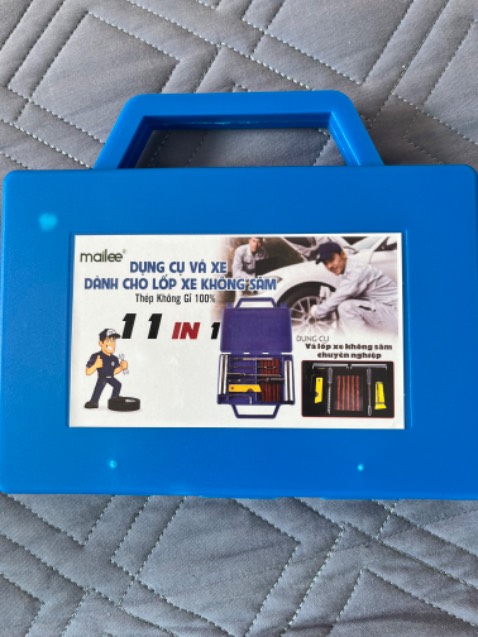 mailee®
DỤNG CỤ VÁ XE
DÀNH CHO LỐP XE KHÔNG SĂM
Thép Không Gỉ 100%
11 IN 1
DỤNG CỤ
Vá lốp xe không săm
chuyên nghiệp